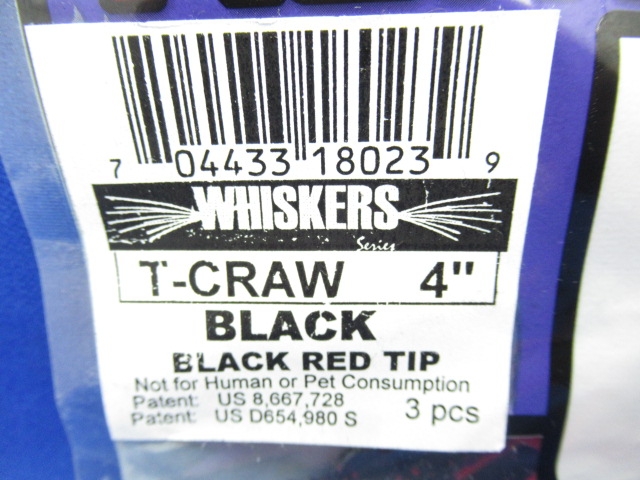 7 04433 18023 9
WHISKERS
Series
T-CRAW 4"
BLACK
BLACK RED TIP
Not for Human or Pet Consumption
Patent: US 8,667,728
Patent: US D654,980 S 3 pcs